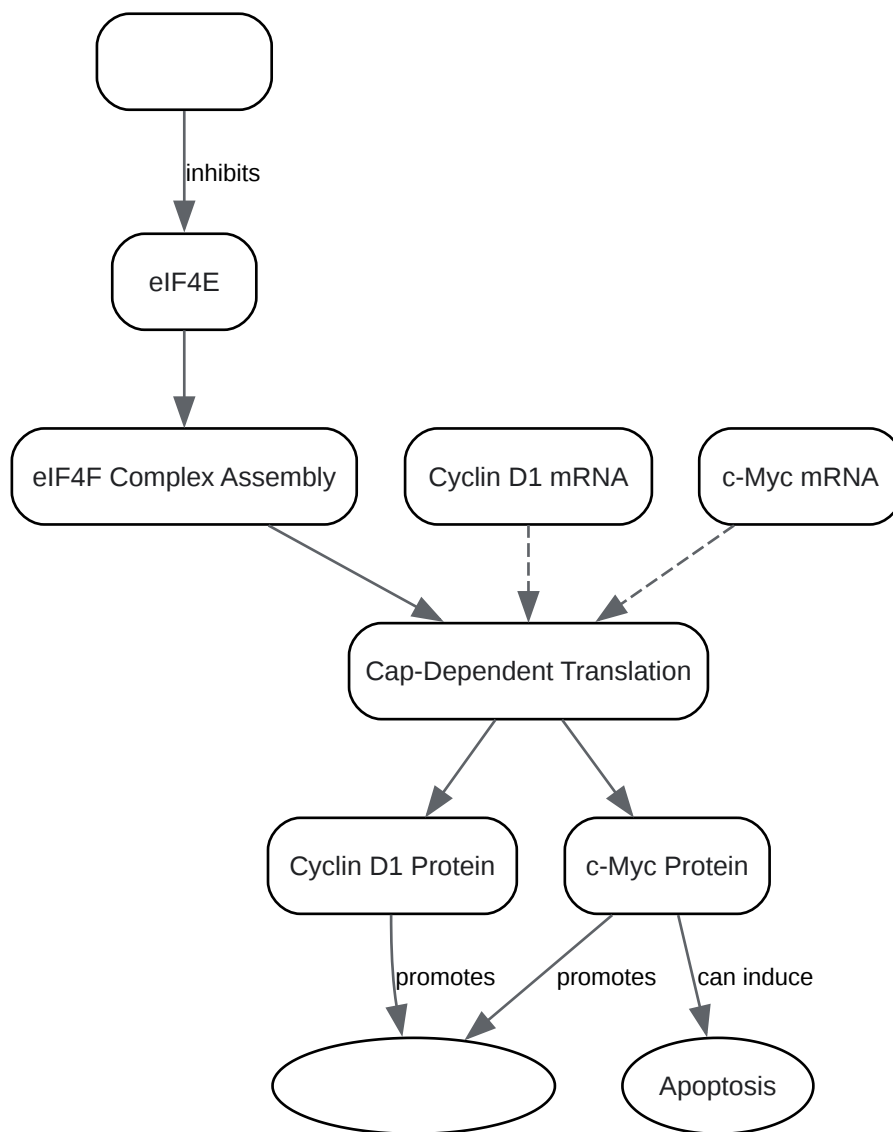 inhibits
eIF4E
eIF4F Complex Assembly
Cyclin D1 mRNA
c-Myc mRNA
Cap-Dependent Translation
Cyclin D1 Protein
c-Myc Protein
promotes
promotes
can induce
Apoptosis